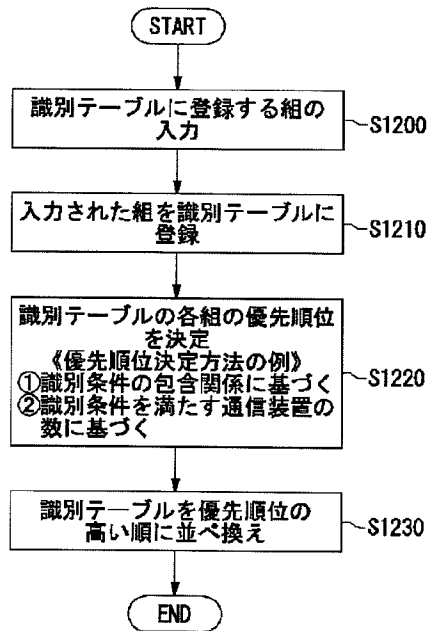 START
識別テーブルに登録する組の
入力
S1200
入力された組を識別テーブルに
登録
S1210
識別テーブルの各組の優先順位
を決定
《優先順位決定方法の例》
①識別条件の包含関係に基づく
②識別条件を満たす通信装置の
数に基づく
S1220
識別テーブルを優先順位の
高い順に並べ換え
S1230
END